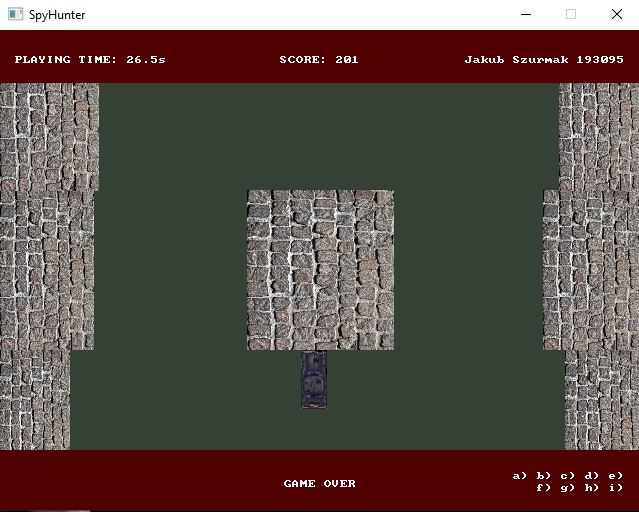 SpyHunter
PLAYING TIME: 26.5s
SCORE: 201
Jakub Szurmak 193095
GAME OVER
a) b) c) d) e)
f) g) h) i)